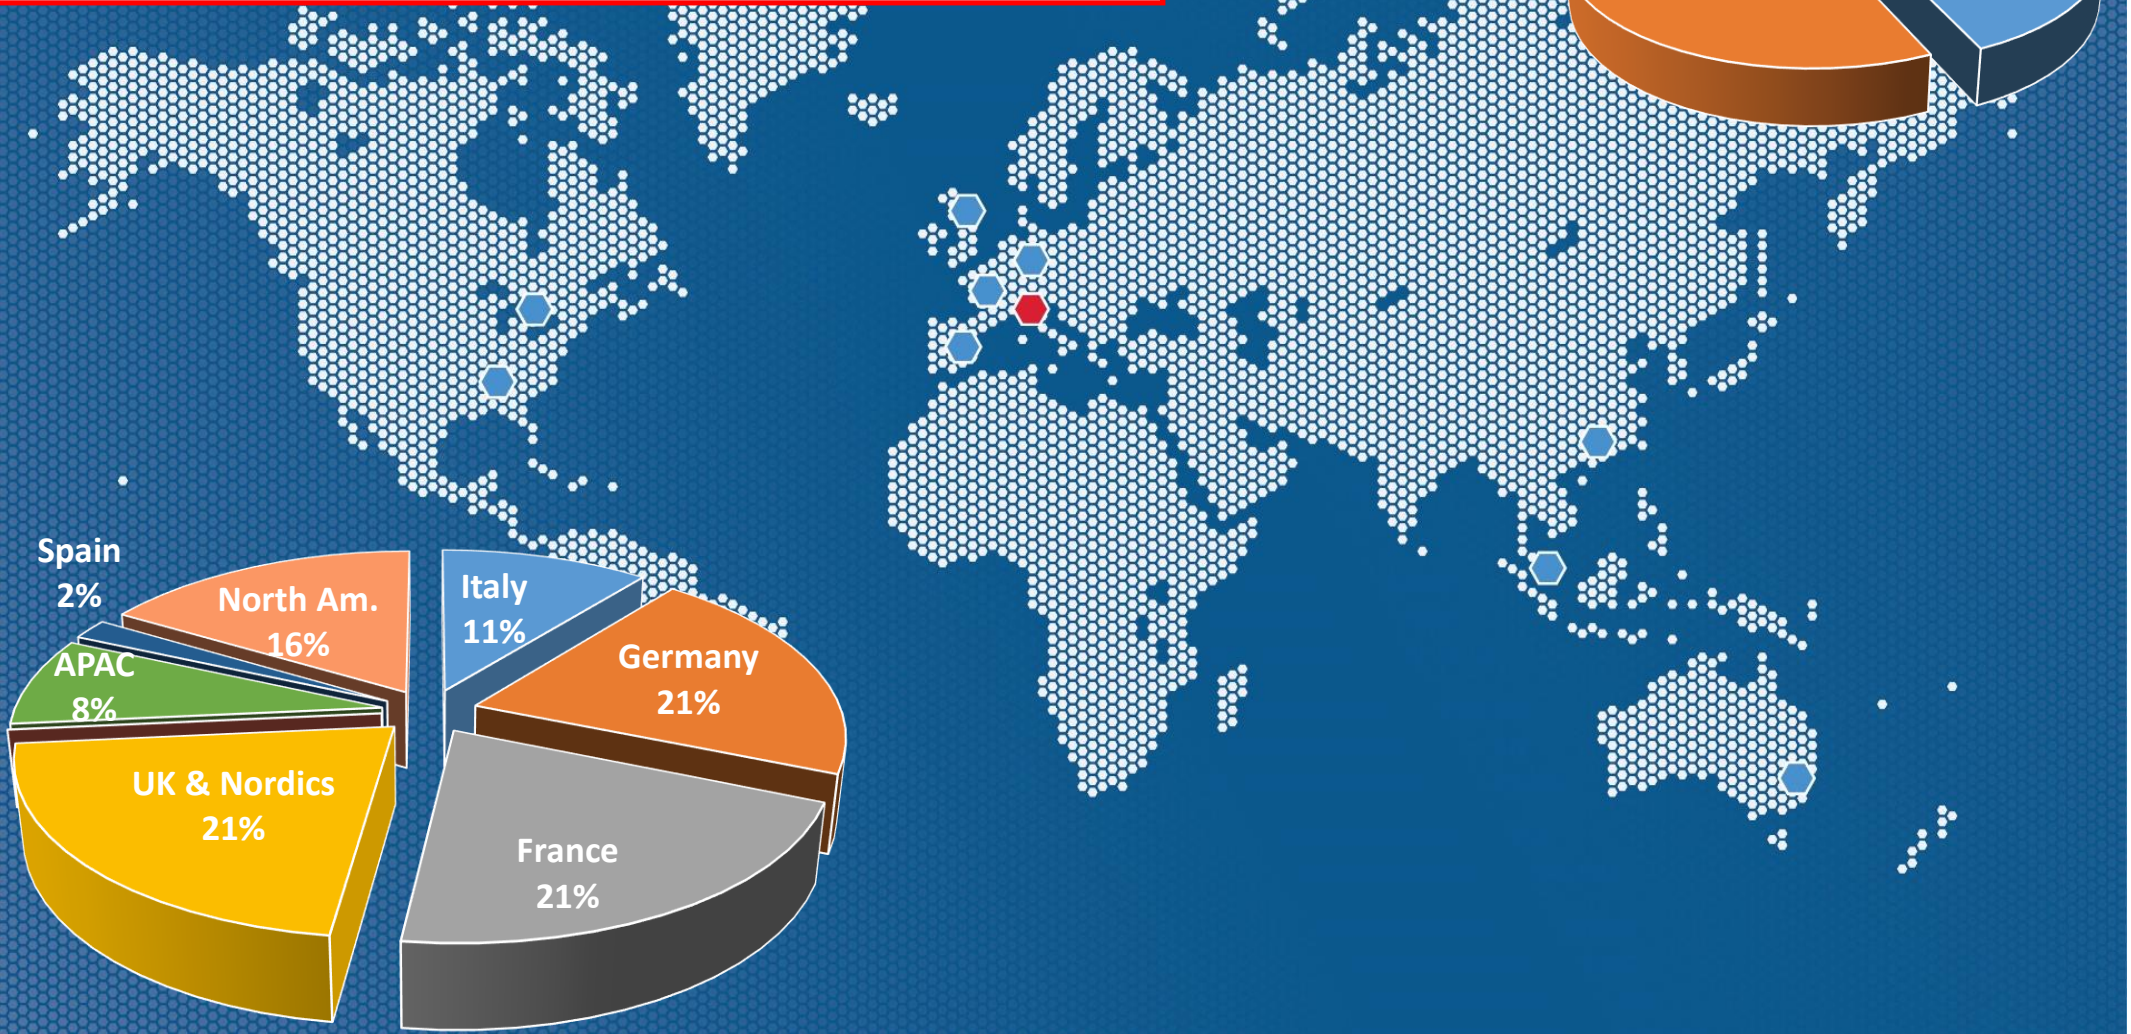 Spain
2%
North Am.
16%
Italy
11%
Germany
21%
APAC
8%
UK & Nordics
21%
France
21%